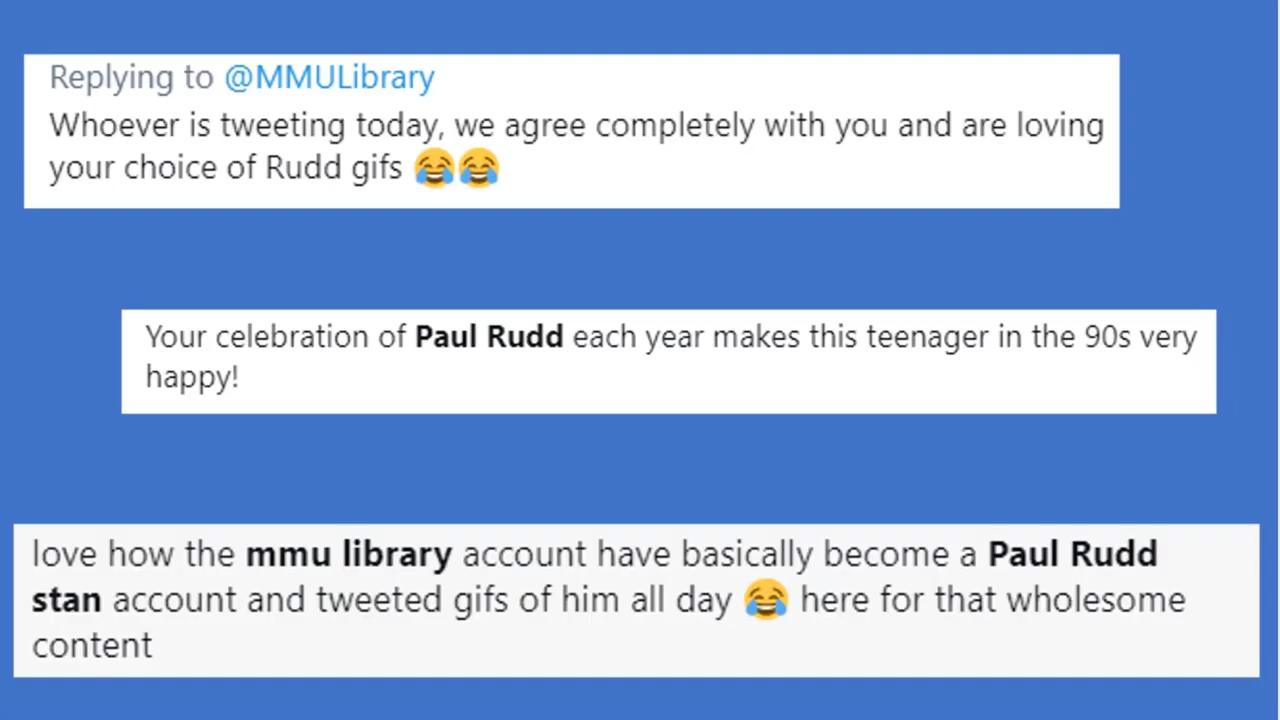 Replying to @MMULibrary
Whoever is tweeting today, we agree completely with you and are loving
your choice of Rudd gifs 😂😂
Your celebration of Paul Rudd each year makes this teenager in the 90s very
happy!
love how the mmu library account have basically become a Paul Rudd
stan account and tweeted gifs of him all day 😂 here for that wholesome
content